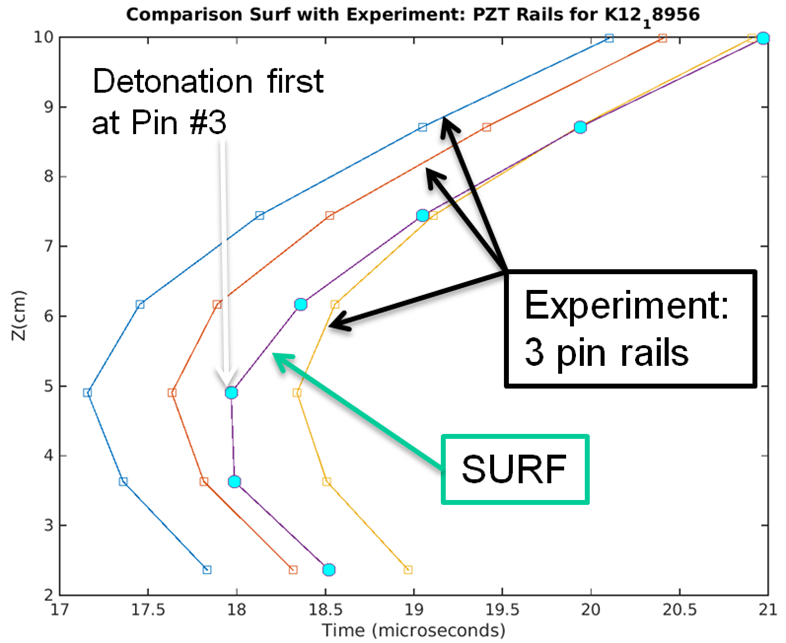 Comparison Surf with Experiment: PZT Rails for K12₁8956
10
9
8
7
6
5
4
3
2
Z(cm)
Detonation first
at Pin #3
Experiment:
3 pin rails
SURF
17 17.5 18 18.5 19 19.5 20 20.5 21
Time (microseconds)